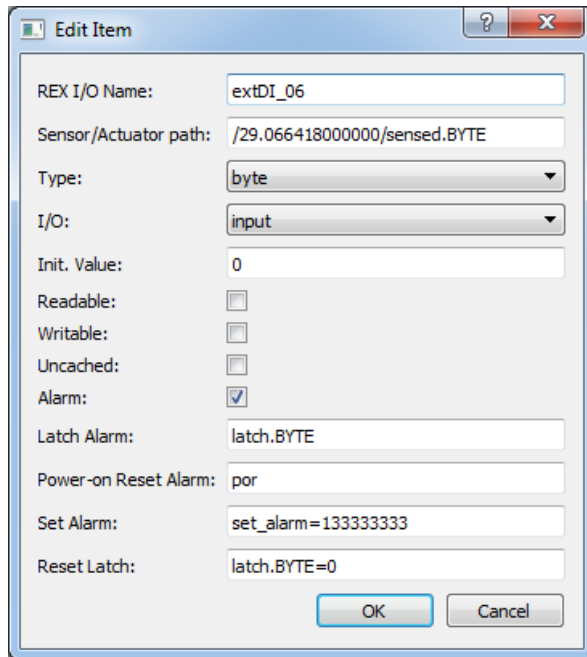 Edit Item
REX I/O Name: extDI_06
Sensor/Actuator path: /29.066418000000/sensed.BYTE
Type: byte
I/O: input
Init. Value: 0
Readable:
Writable:
Uncached:
Alarm:
Latch Alarm: latch.BYTE
Power-on Reset Alarm: por
Set Alarm: set_alarm=133333333
Reset Latch: latch.BYTE=0
OK Cancel